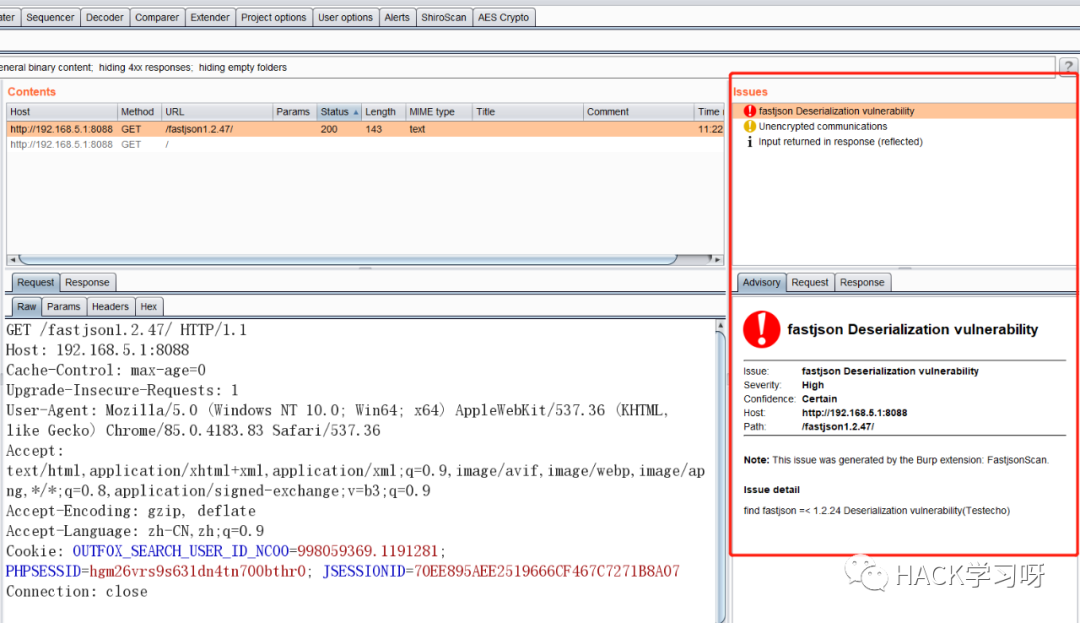 Sequencer Decoder Comparer Extender Project options User options Alerts ShiroScan AES Crypto
eneral binary content; hiding 4xx responses; hiding empty folders
?
Contents
Host Method URL Params Status Length MIME type Title Comment Time
http://192.168.5.1:8088 GET /fastjson1.2.47/ 200 143 text 11:22
http://192.168.5.1:8088 GET /
Issues
fastjson Deserialization vulnerability
Unencrypted communications
Input returned in response (reflected)
Request Response
Raw Params Headers Hex
GET /fastjson1.2.47/ HTTP/1.1
Host: 192.168.5.1:8088
Cache-Control: max-age=0
Upgrade-Insecure-Requests: 1
User-Agent: Mozilla/5.0 (Windows NT 10.0; Win64; x64) AppleWebKit/537.36 (KHTML,
like Gecko) Chrome/85.0.4183.83 Safari/537.36
Accept:
text/html,application/xhtml+xml,application/xml;q=0.9,image/avif,image/webp,image/ap
ng,*/*;q=0.8,application/signed-exchange;v=b3;q=0.9
Accept-Encoding: gzip, deflate
Accept-Language: zh-CN,zh;q=0.9
Cookie: OUTFOX_SEARCH_USER_ID_NCOO=998059369.1191281;
PHPSESSID=hgm26vrs9s631dn4tn700bthr0; JSESSIONID=70EE895AEE2519666CF467C7271B8A07
Connection: close
Advisory Request Response
fastjson Deserialization vulnerability
Issue: fastjson Deserialization vulnerability
Severity: High
Confidence: Certain
Host: http://192.168.5.1:8088
Path: /fastjson1.2.47/
Note: This issue was generated by the Burp extension: FastjsonScan.
Issue detail
find fastjson =< 1.2.24 Deserialization vulnerability(Testecho)
HACK学习呀